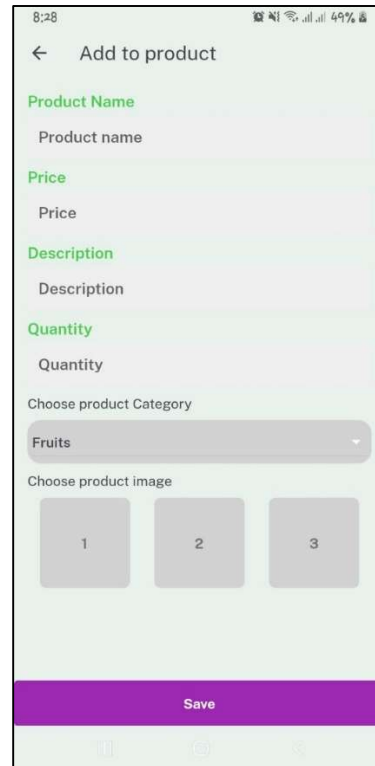 8:28 49%
← Add to product
Product Name
Product name
Price
Price
Description
Description
Quantity
Quantity
Choose product Category
Fruits
Choose product image
1 2 3
Save